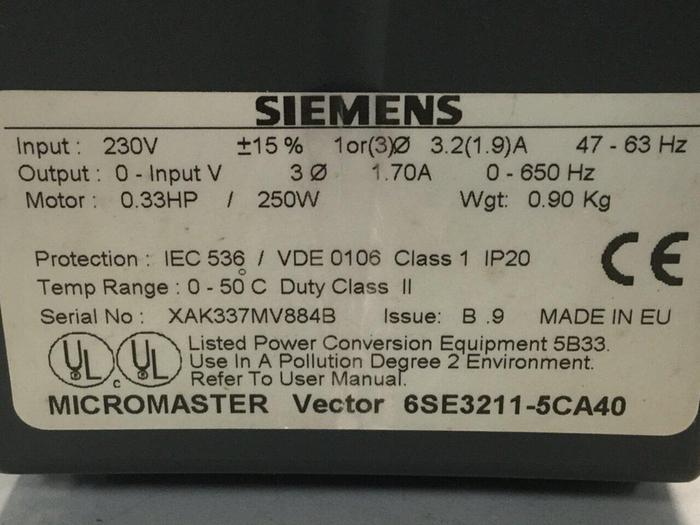 SIEMENS
Input : 230V ±15 % 1or(3)Ø 3.2(1.9)A 47 - 63 Hz
Output : 0 - Input V 3 Ø 1.70A 0 - 650 Hz
Motor : 0.33HP / 250W Wgt: 0.90 Kg
Protection : IEC 536 / VDE 0106 Class 1 IP20
CE
Temp Range : 0 - 50°C Duty Class II
Serial No : XAK337MV884B Issue: B .9 MADE IN EU
UL c UL Listed Power Conversion Equipment 5B33.
Use In A Pollution Degree 2 Environment.
Refer To User Manual.
MICROMASTER Vector 6SE3211-5CA40